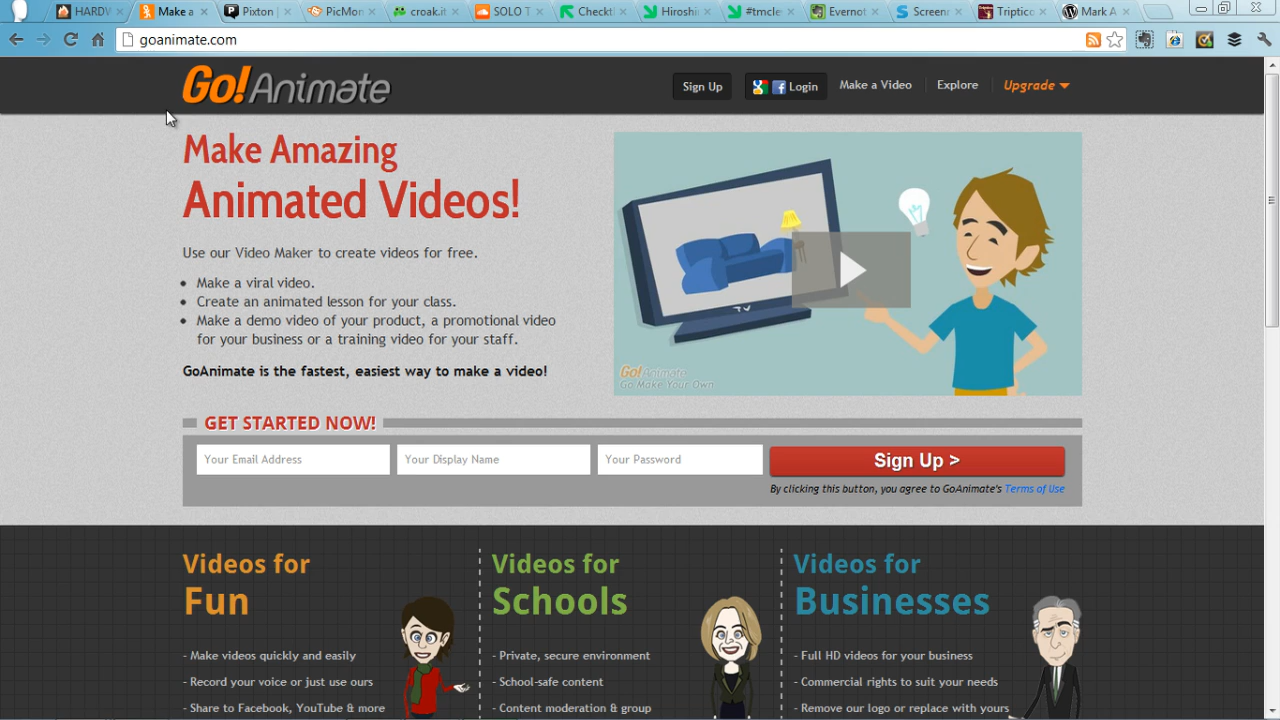 HARDW
Make a
Pixton
PicMon
croak.it
SOLO T
Checkt
Hiroshi
#tmcle
Evernot
Screenr
Triptico
Mark A
goanimate.com
Go!Animate
Sign Up
Login
Make a Video
Explore
Upgrade
Make Amazing
Animated Videos!
Use our Video Maker to create videos for free.
Make a viral video.
Create an animated lesson for your class.
Make a demo video of your product, a promotional video
for your business or a training video for your staff.
GoAnimate is the fastest, easiest way to make a video!
TV
Go!Animate
Go Make Your Own
GET STARTED NOW!
Your Email Address
Your Display Name
Your Password
Sign Up >
By clicking this button, you agree to GoAnimate's Terms of Use
Videos for
Fun
- Make videos quickly and easily
- Record your voice or just use ours
- Share to Facebook, YouTube & more
Videos for
Schools
- Private, secure environment
- School-safe content
- Content moderation & group
Videos for
Businesses
- Full HD videos for your business
- Commercial rights to suit your needs
- Remove our logo or replace with yours